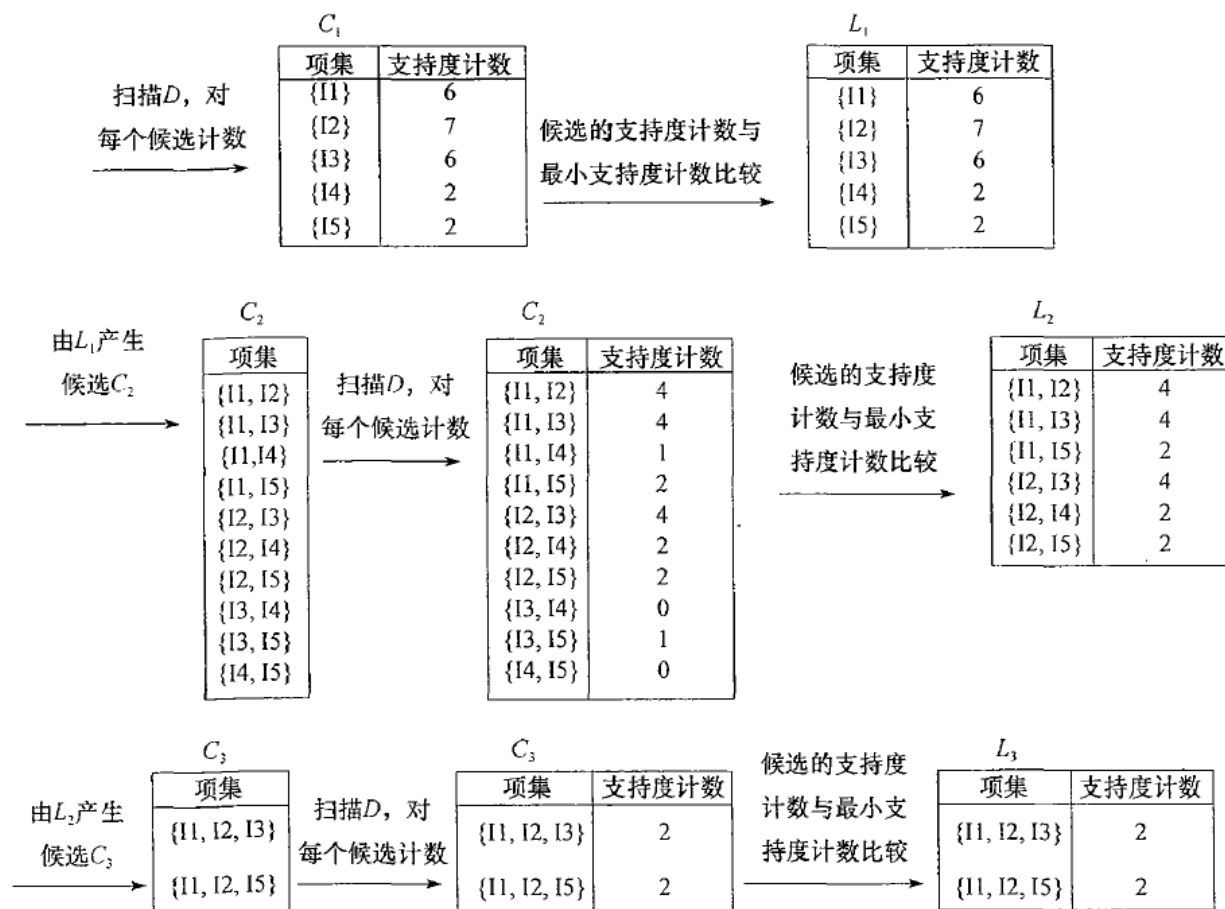 C₁
项集 支持度计数
{I1} 6
{I2} 7
{I3} 6
{I4} 2
{I5} 2
扫描D，对
每个候选计数
候选的支持度计数与
最小支持度计数比较
L₁
项集 支持度计数
{I1} 6
{I2} 7
{I3} 6
{I4} 2
{I5} 2
由L₁产生
候选C₂
C₂
项集
{I1, I2}
{I1, I3}
{I1,I4}
{I1, I5}
{I2, I3}
{I2, I4}
{I2, I5}
{I3, I4}
{I3, I5}
{I4, I5}
扫描D，对
每个候选计数
C₂
项集 支持度计数
{I1, I2} 4
{I1, I3} 4
{I1, I4} 1
{I1, I5} 2
{I2, I3} 4
{I2, I4} 2
{I2, I5} 2
{I3, I4} 0
{I3, I5} 1
{I4, I5} 0
候选的支持度
计数与最小支
持度计数比较
L₂
项集 支持度计数
{I1, I2} 4
{I1, I3} 4
{I1, I5} 2
{I2, I3} 4
{I2, I4} 2
{I2, I5} 2
由L₂产生
候选C₃
C₃
项集
{I1, I2, I3}
{I1, I2, I5}
扫描D，对
每个候选计数
C₃
项集 支持度计数
{I1, I2, I3} 2
{I1, I2, I5} 2
候选的支持度
计数与最小支
持度计数比较
L₃
项集 支持度计数
{I1, I2, I3} 2
{I1, I2, I5} 2